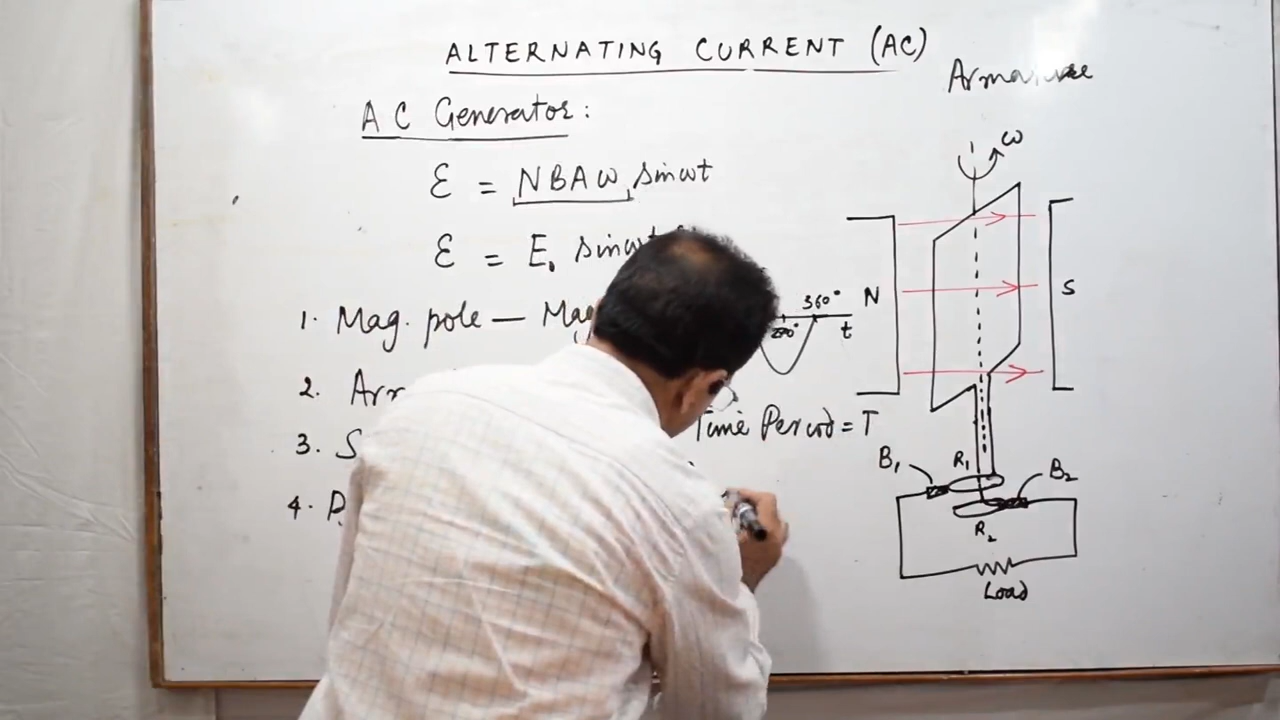 ALTERNATING CURRENT (AC)
Armature
AC Generator:
ω
ε = NBAω sinωt
ε = E₀ sinωt
1. Mag. pole — Mag
360°
N
S
t
2. Arm
Time Period = T
3. S
B₁
R₁
B₂
4.
R₂
Load